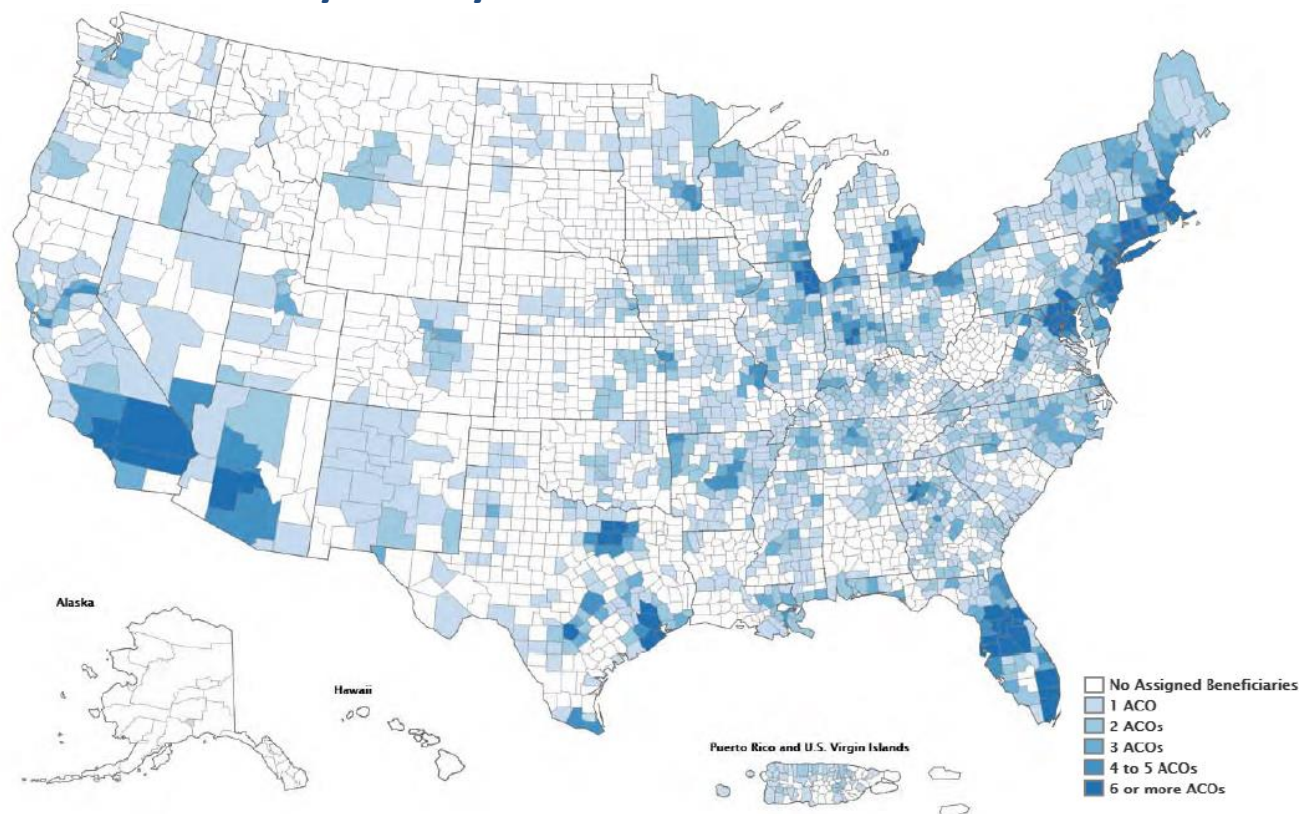 Alaska
Hawaii
Puerto Rico and U.S. Virgin Islands
No Assigned Beneficiaries
1 ACO
2 ACOs
3 ACOs
4 to 5 ACOs
6 or more ACOs